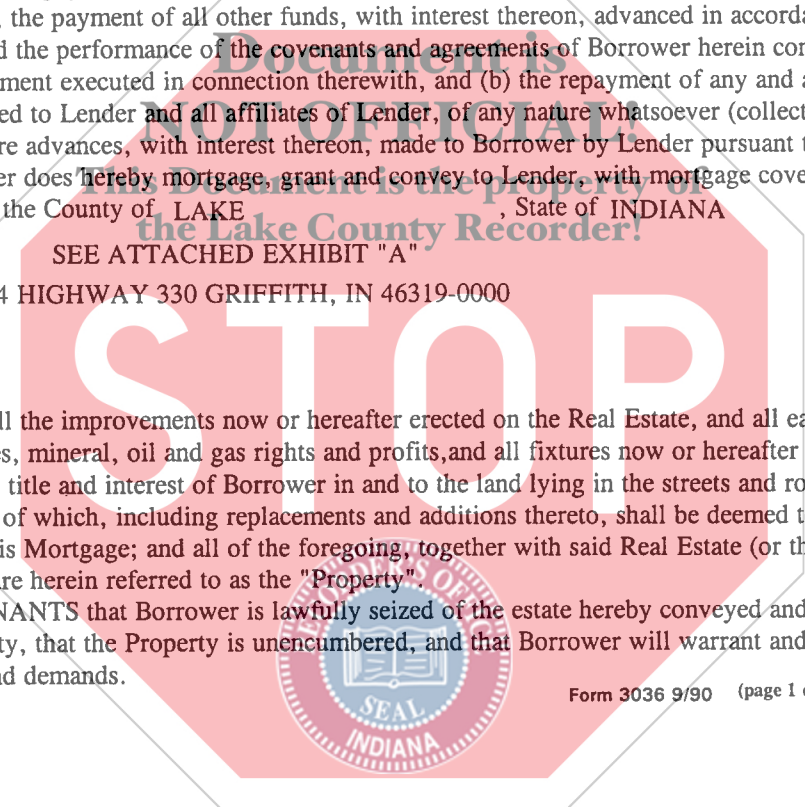 , the payment of all other funds, with interest thereon, advanced in accorda
d the performance of the covenants and agreements of Borrower herein con
ment executed in connection therewith, and (b) the repayment of any and a
ed to Lender and all affiliates of Lender, of any nature whatsoever (collect
re advances, with interest thereon, made to Borrower by Lender pursuant t
er does hereby mortgage, grant and convey to Lender, with mortgage cove
the County of LAKE , State of INDIANA
SEE ATTACHED EXHIBIT "A"
4 HIGHWAY 330 GRIFFITH, IN 46319-0000
ll the improvements now or hereafter erected on the Real Estate, and all ea
s, mineral, oil and gas rights and profits,and all fixtures now or hereafter
title and interest of Borrower in and to the land lying in the streets and ro
of which, including replacements and additions thereto, shall be deemed t
is Mortgage; and all of the foregoing, together with said Real Estate (or th
re herein referred to as the "Property".
NANTS that Borrower is lawfully seized of the estate hereby conveyed and
ty, that the Property is unencumbered, and that Borrower will warrant and
nd demands.
Form 3036 9/90 (page 1 o
Document is
NOT OFFICIAL!
This Document is the property of
the Lake County Recorder!
STOP
RECORDER'S OFFICE
SEAL
INDIANA